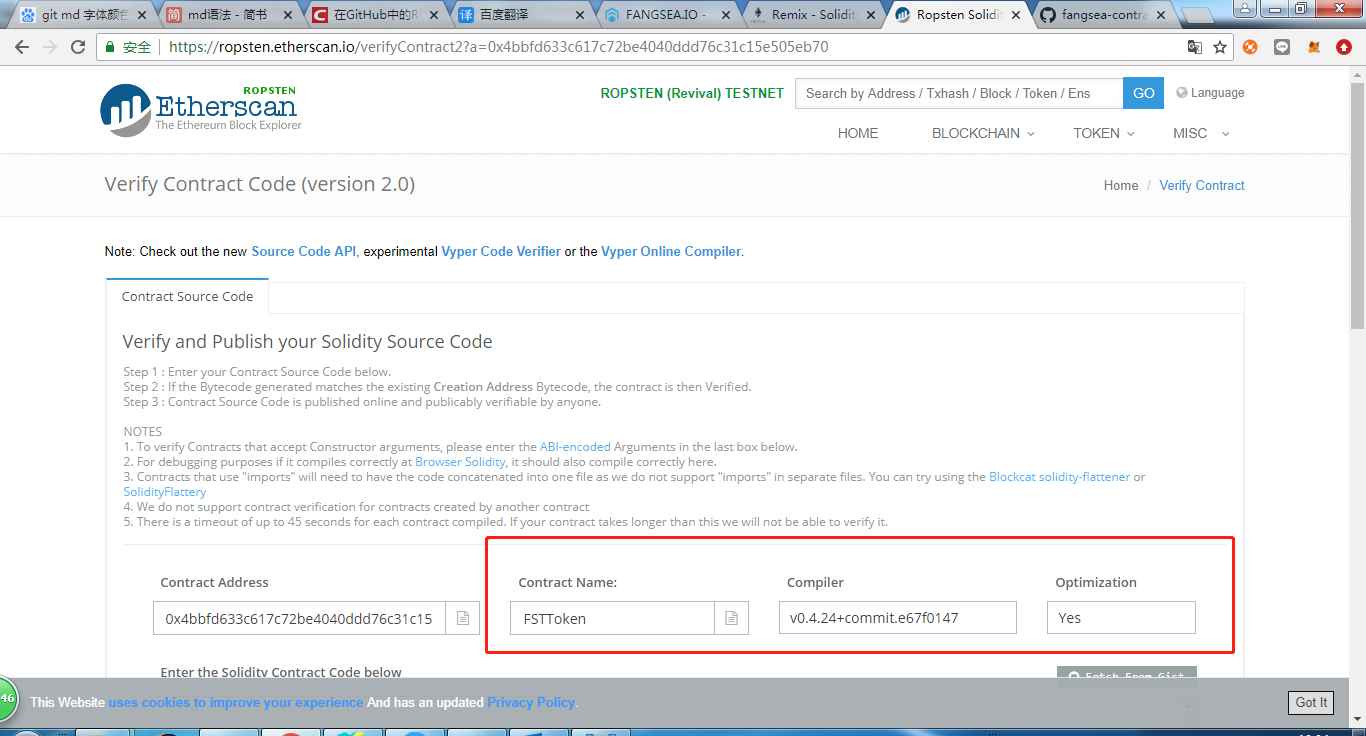 git md 字体颜色
md语法 - 简书
在GitHub中的R
百度翻译
FANGSEA.IO -
Remix - Solidit
Ropsten Solidi
fangsea-contra
安全 https://ropsten.etherscan.io/verifyContract2?a=0x4bbfd633c617c72be4040ddd76c31c15e505eb70
ROPSTEN
Etherscan
The Ethereum Block Explorer
ROPSTEN (Revival) TESTNET
Search by Address / Txhash / Block / Token / Ens
GO
Language
HOME
BLOCKCHAIN
TOKEN
MISC
Verify Contract Code (version 2.0)
Home / Verify Contract
Note: Check out the new Source Code API, experimental Vyper Code Verifier or the Vyper Online Compiler.
Contract Source Code
Verify and Publish your Solidity Source Code
Step 1 : Enter your Contract Source Code below.
Step 2 : If the Bytecode generated matches the existing Creation Address Bytecode, the contract is then Verified.
Step 3 : Contract Source Code is published online and publicably verifiable by anyone.
NOTES
1. To verify Contracts that accept Constructor arguments, please enter the ABI-encoded Arguments in the last box below.
2. For debugging purposes if it compiles correctly at Browser Solidity, it should also compile correctly here.
3. Contracts that use "imports" will need to have the code concatenated into one file as we do not support "imports" in separate files. You can try using the Blockcat solidity-flattener or
SolidityFlattery
4. We do not support contract verification for contracts created by another contract
5. There is a timeout of up to 45 seconds for each contract compiled. If your contract takes longer than this we will not be able to verify it.
Contract Address
Contract Name:
Compiler
Optimization
0x4bbfd633c617c72be4040ddd76c31c15
FSTToken
v0.4.24+commit.e67f0147
Yes
Enter the Solidity Contract Code below
Fetch From Gist
46
This Website uses cookies to improve your experience And has an updated Privacy Policy.
Got It